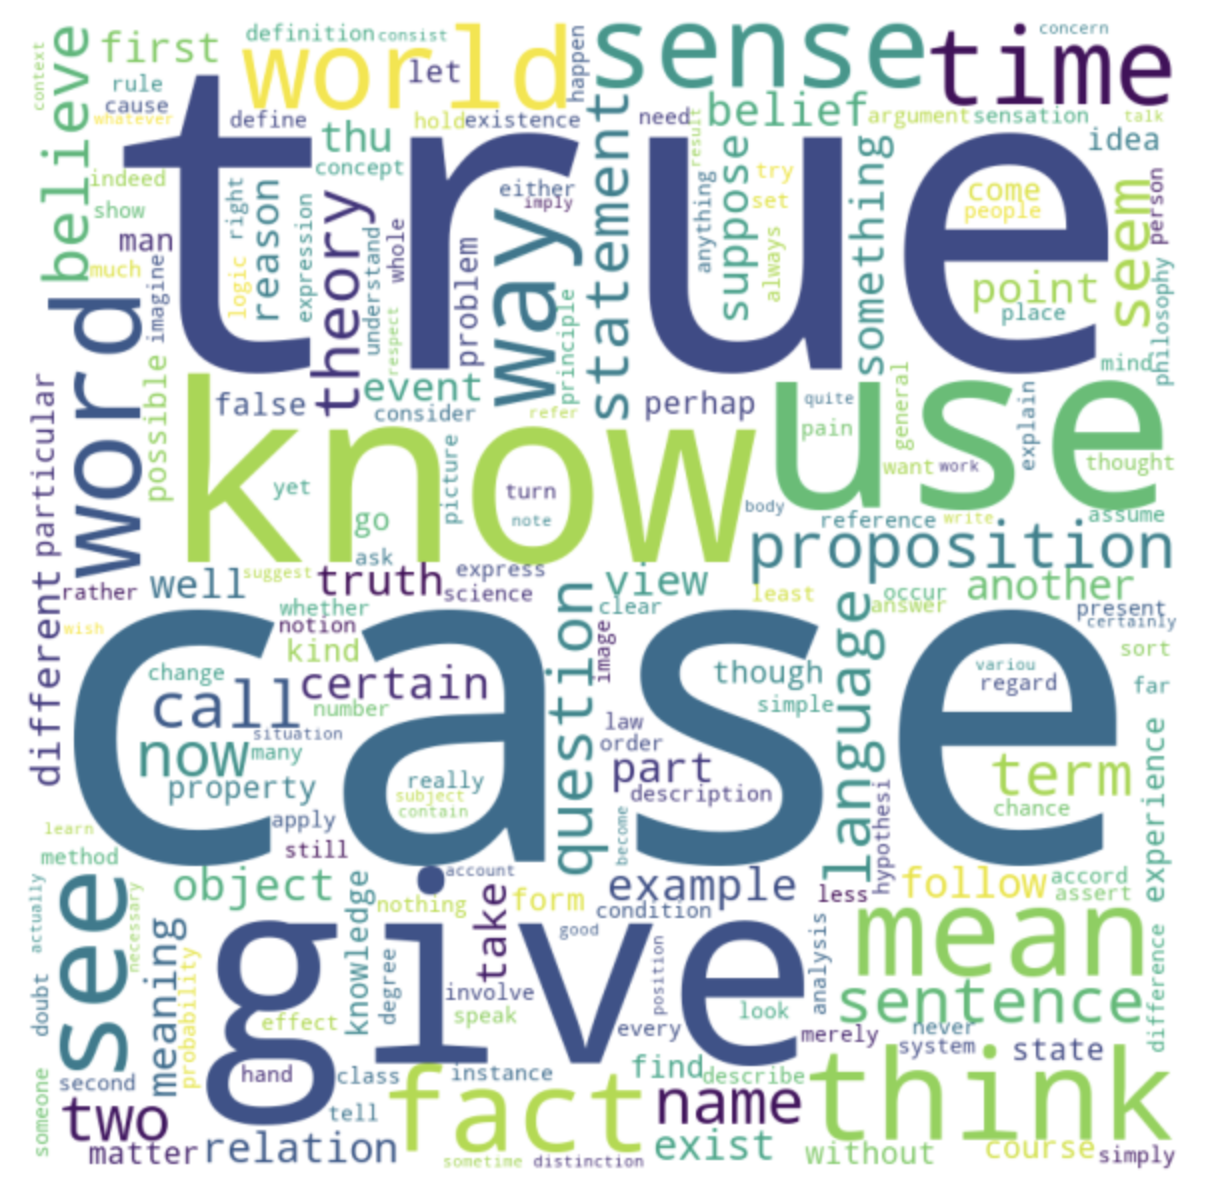 context
believe
first
rule
cause
whatever
definition
consist
world
let
happen
sense
time
concern
define
thu
hold
existence
need
belief
argument
sensation
talk
true
result
idea
concept
indeed
show
man
much
imagine
right
logic
reason
expression
theory
understand
whole
respect
problem
either
imply
way
principle
statement
anything
suppose
try
set
always
something
come
people
point
place
seem
person
philosophy
mind
word
possible
false
event
consider
refer
perhap
quite
pain
general
want
work
explain
thought
know
use
yet
go
ask
picture
turn
note
body
reference
write
assume
proposition
particular
different
rather
well
suggest
truth
express
science
view
clear
least
occur
answer
another
present
certainly
wish
whether
notion
kind
image
question
language
though
simple
variou
regard
sort
far
case
change
call
certain
number
situation
now
many
property
really
subject
contain
law
order
part
description
term
chance
experience
learn
apply
still
become
hypothesi
method
account
see
object
knowledge
nothing
take
form
example
condition
less
follow
accord
assert
actually
necessary
meaning
probability
give
degree
good
involve
speak
position
analysis
mean
sentence
difference
doubt
effect
every
look
merely
never
system
state
someone
second
hand
class
instance
find
describe
think
two
tell
fact
name
matter
relation
sometime
distinction
exist
without
course
simply